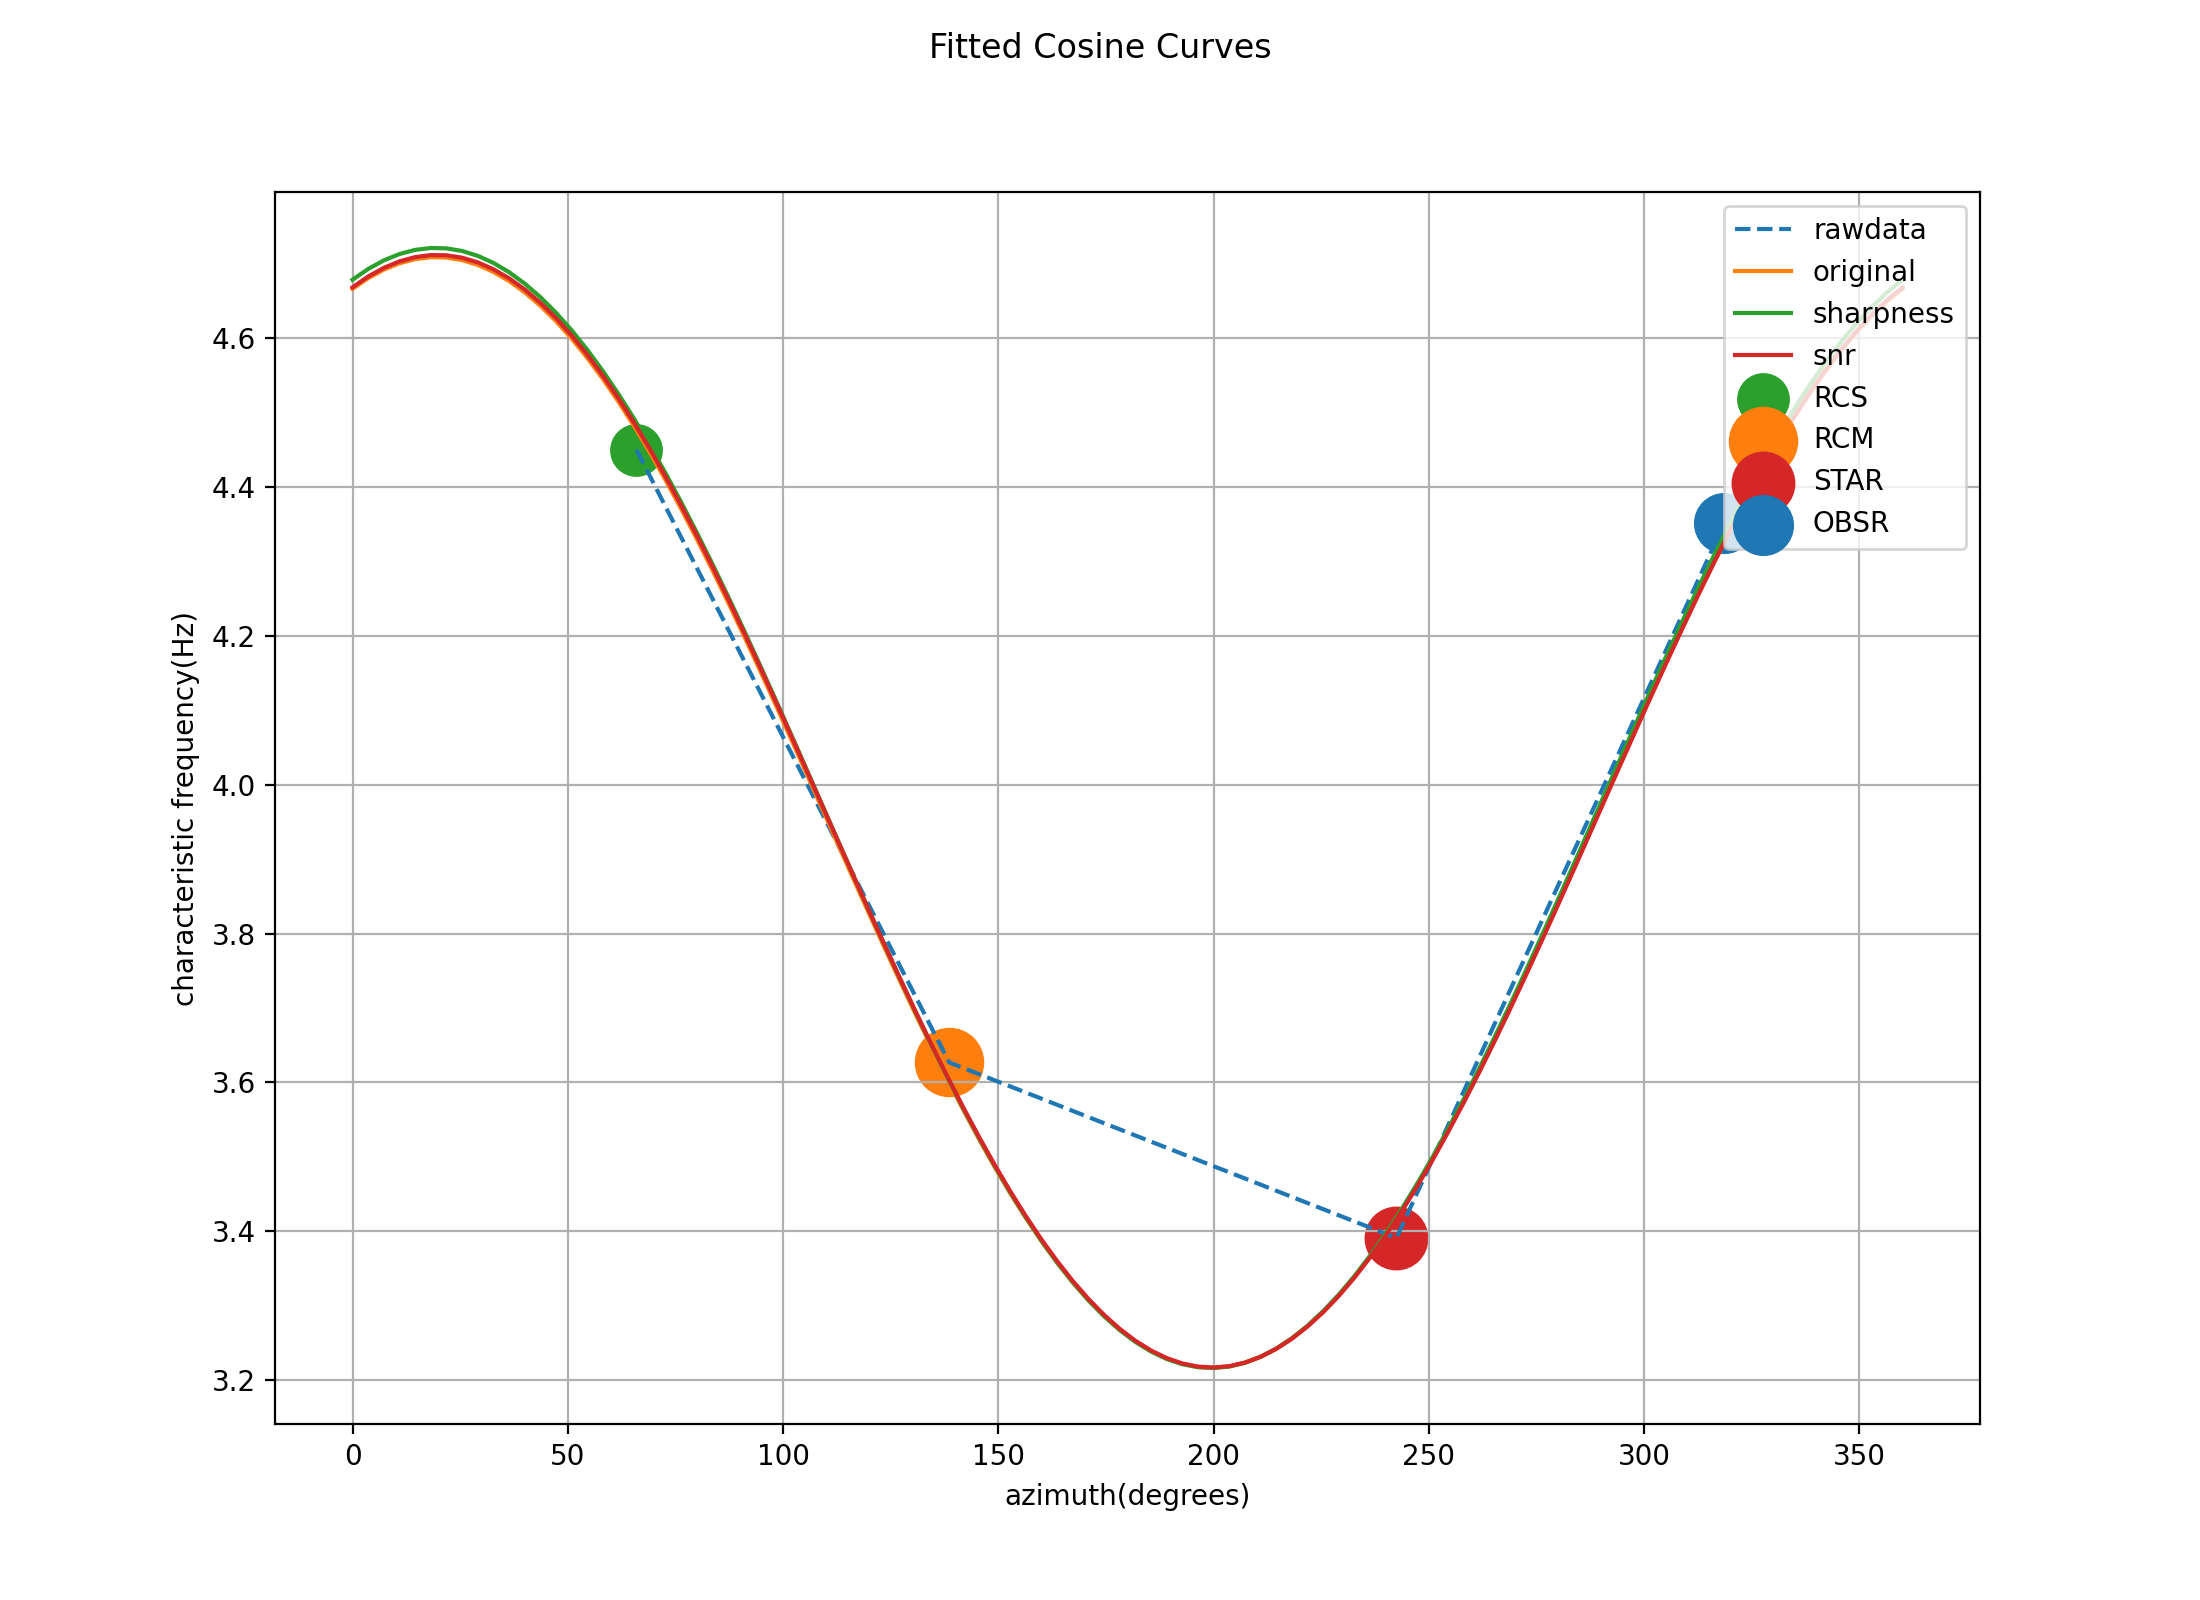 Fitted Cosine Curves
rawdata
original
sharpness
snr
RCS
RCM
STAR
OBSR
4.6
4.4
4.2
4.0
3.8
3.6
3.4
3.2
characteristic frequency(Hz)
0 50 100 150 200 250 300 350
azimuth(degrees)